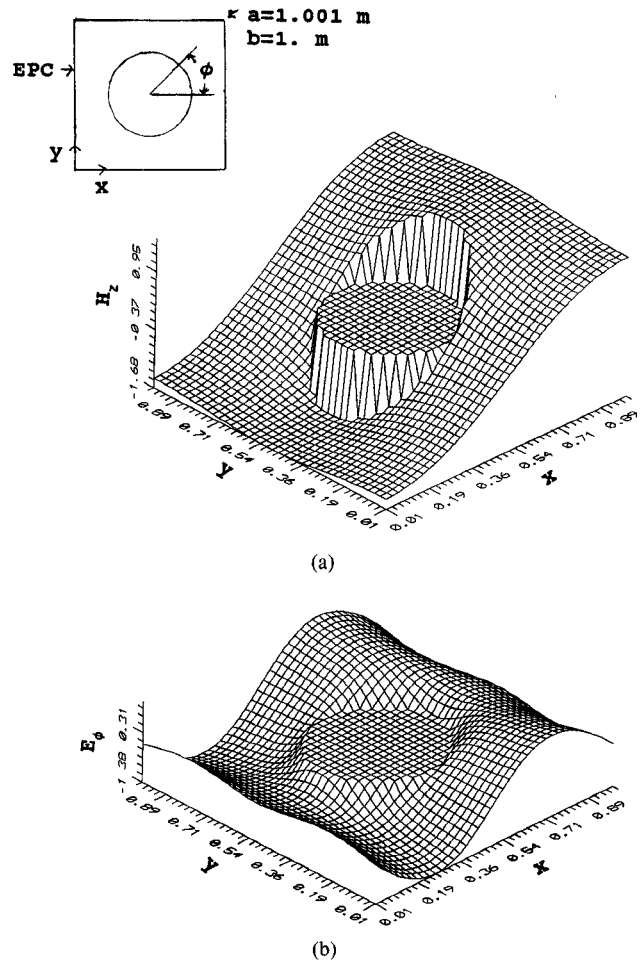 a=1.001 m
b=1. m
EPC
φ
y
x
H_z
-1.68 -0.37 0.95
0.89 0.71 0.54 0.36 0.19 0.01
y
0.01 0.19 0.36 0.54 0.71 0.89
x
(a)
E_φ
-1.38 0.31
0.89 0.71 0.54 0.36 0.19 0.01
y
0.01 0.19 0.36 0.54 0.71 0.89
x
(b)